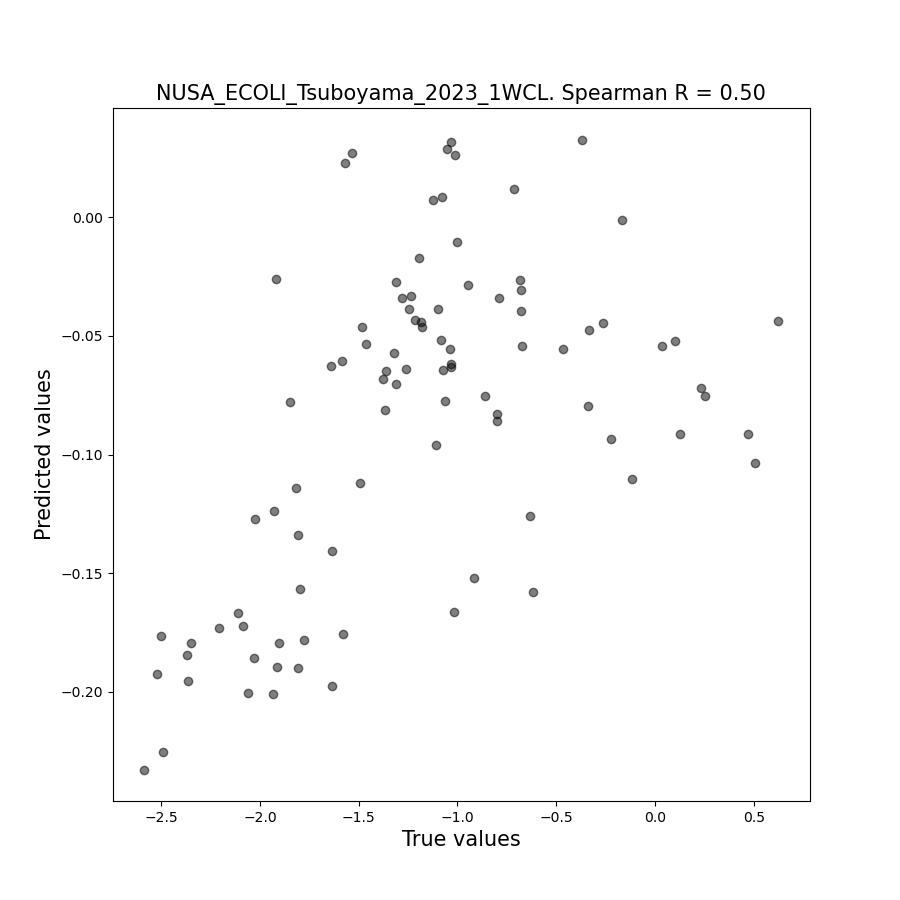 NUSA_ECOLI_Tsuboyama_2023_1WCL. Spearman R = 0.50
0.00
−0.05
−0.10
−0.15
−0.20
Predicted values
−2.5 −2.0 −1.5 −1.0 −0.5 0.0 0.5
True values